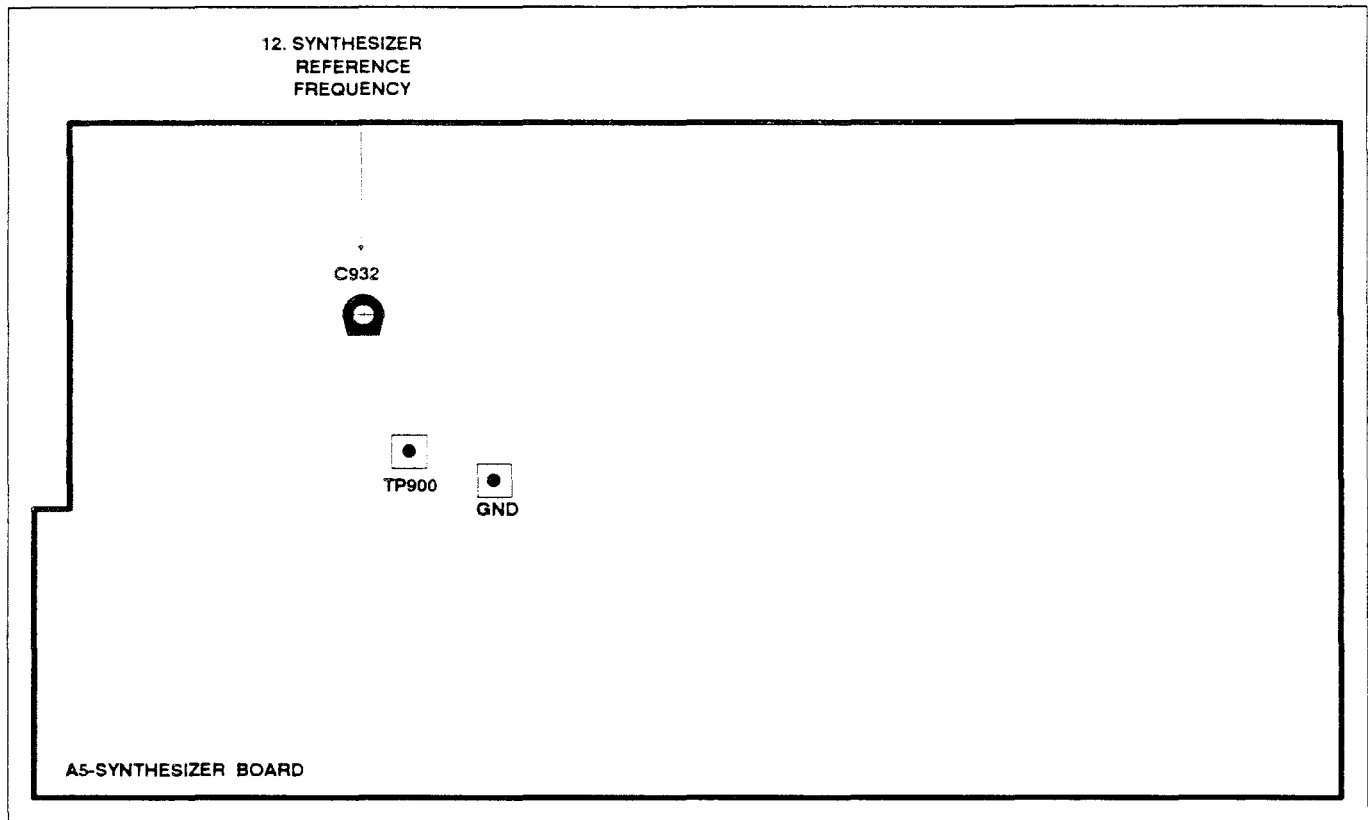 12. SYNTHESIZER
REFERENCE
FREQUENCY
C932
TP900
GND
A5-SYNTHESIZER BOARD